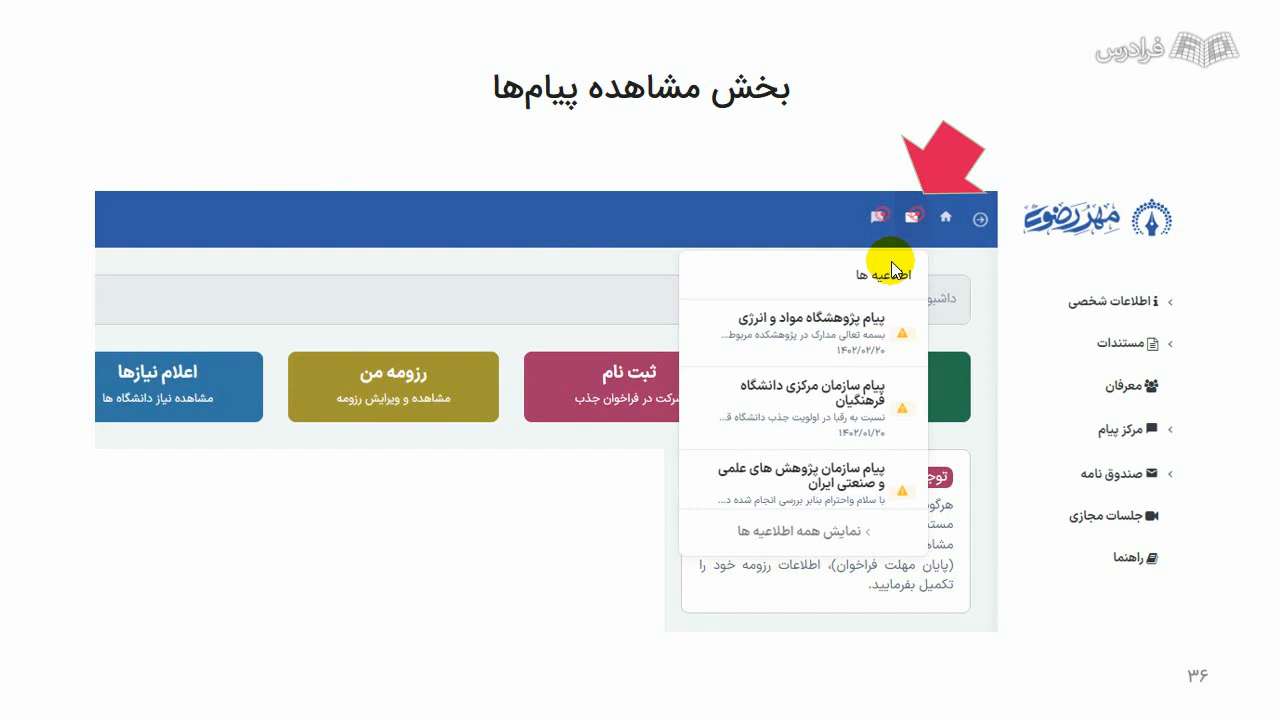 فرادرس
بخش مشاهده پیام‌ها
مهر رضوی
اطلاعات شخصی
مستندات
معرفان
مرکز پیام
صندوق نامه
جلسات مجازی
راهنما
اطلاعیه ها
پیام پژوهشگاه مواد و انرژی
بسمه تعالی مدارک در پژوهشکده مربوط...
۱۴۰۲/۰۲/۲۰
پیام سازمان مرکزی دانشگاه
فرهنگیان
نسبت به رقبا در اولویت جذب دانشگاه ق...
۱۴۰۲/۰۱/۲۰
پیام سازمان پژوهش های علمی
و صنعتی ایران
با سلام واحترام بنابر بررسی انجام شده د...
نمایش همه اطلاعیه ها
ثبت نام
شرکت در فراخوان جذب
رزومه من
مشاهده و ویرایش رزومه
اعلام نیازها
مشاهده نیاز دانشگاه ها
(پایان مهلت فراخوان)، اطلاعات رزومه خود را
تکمیل بفرمایید.
۳۶